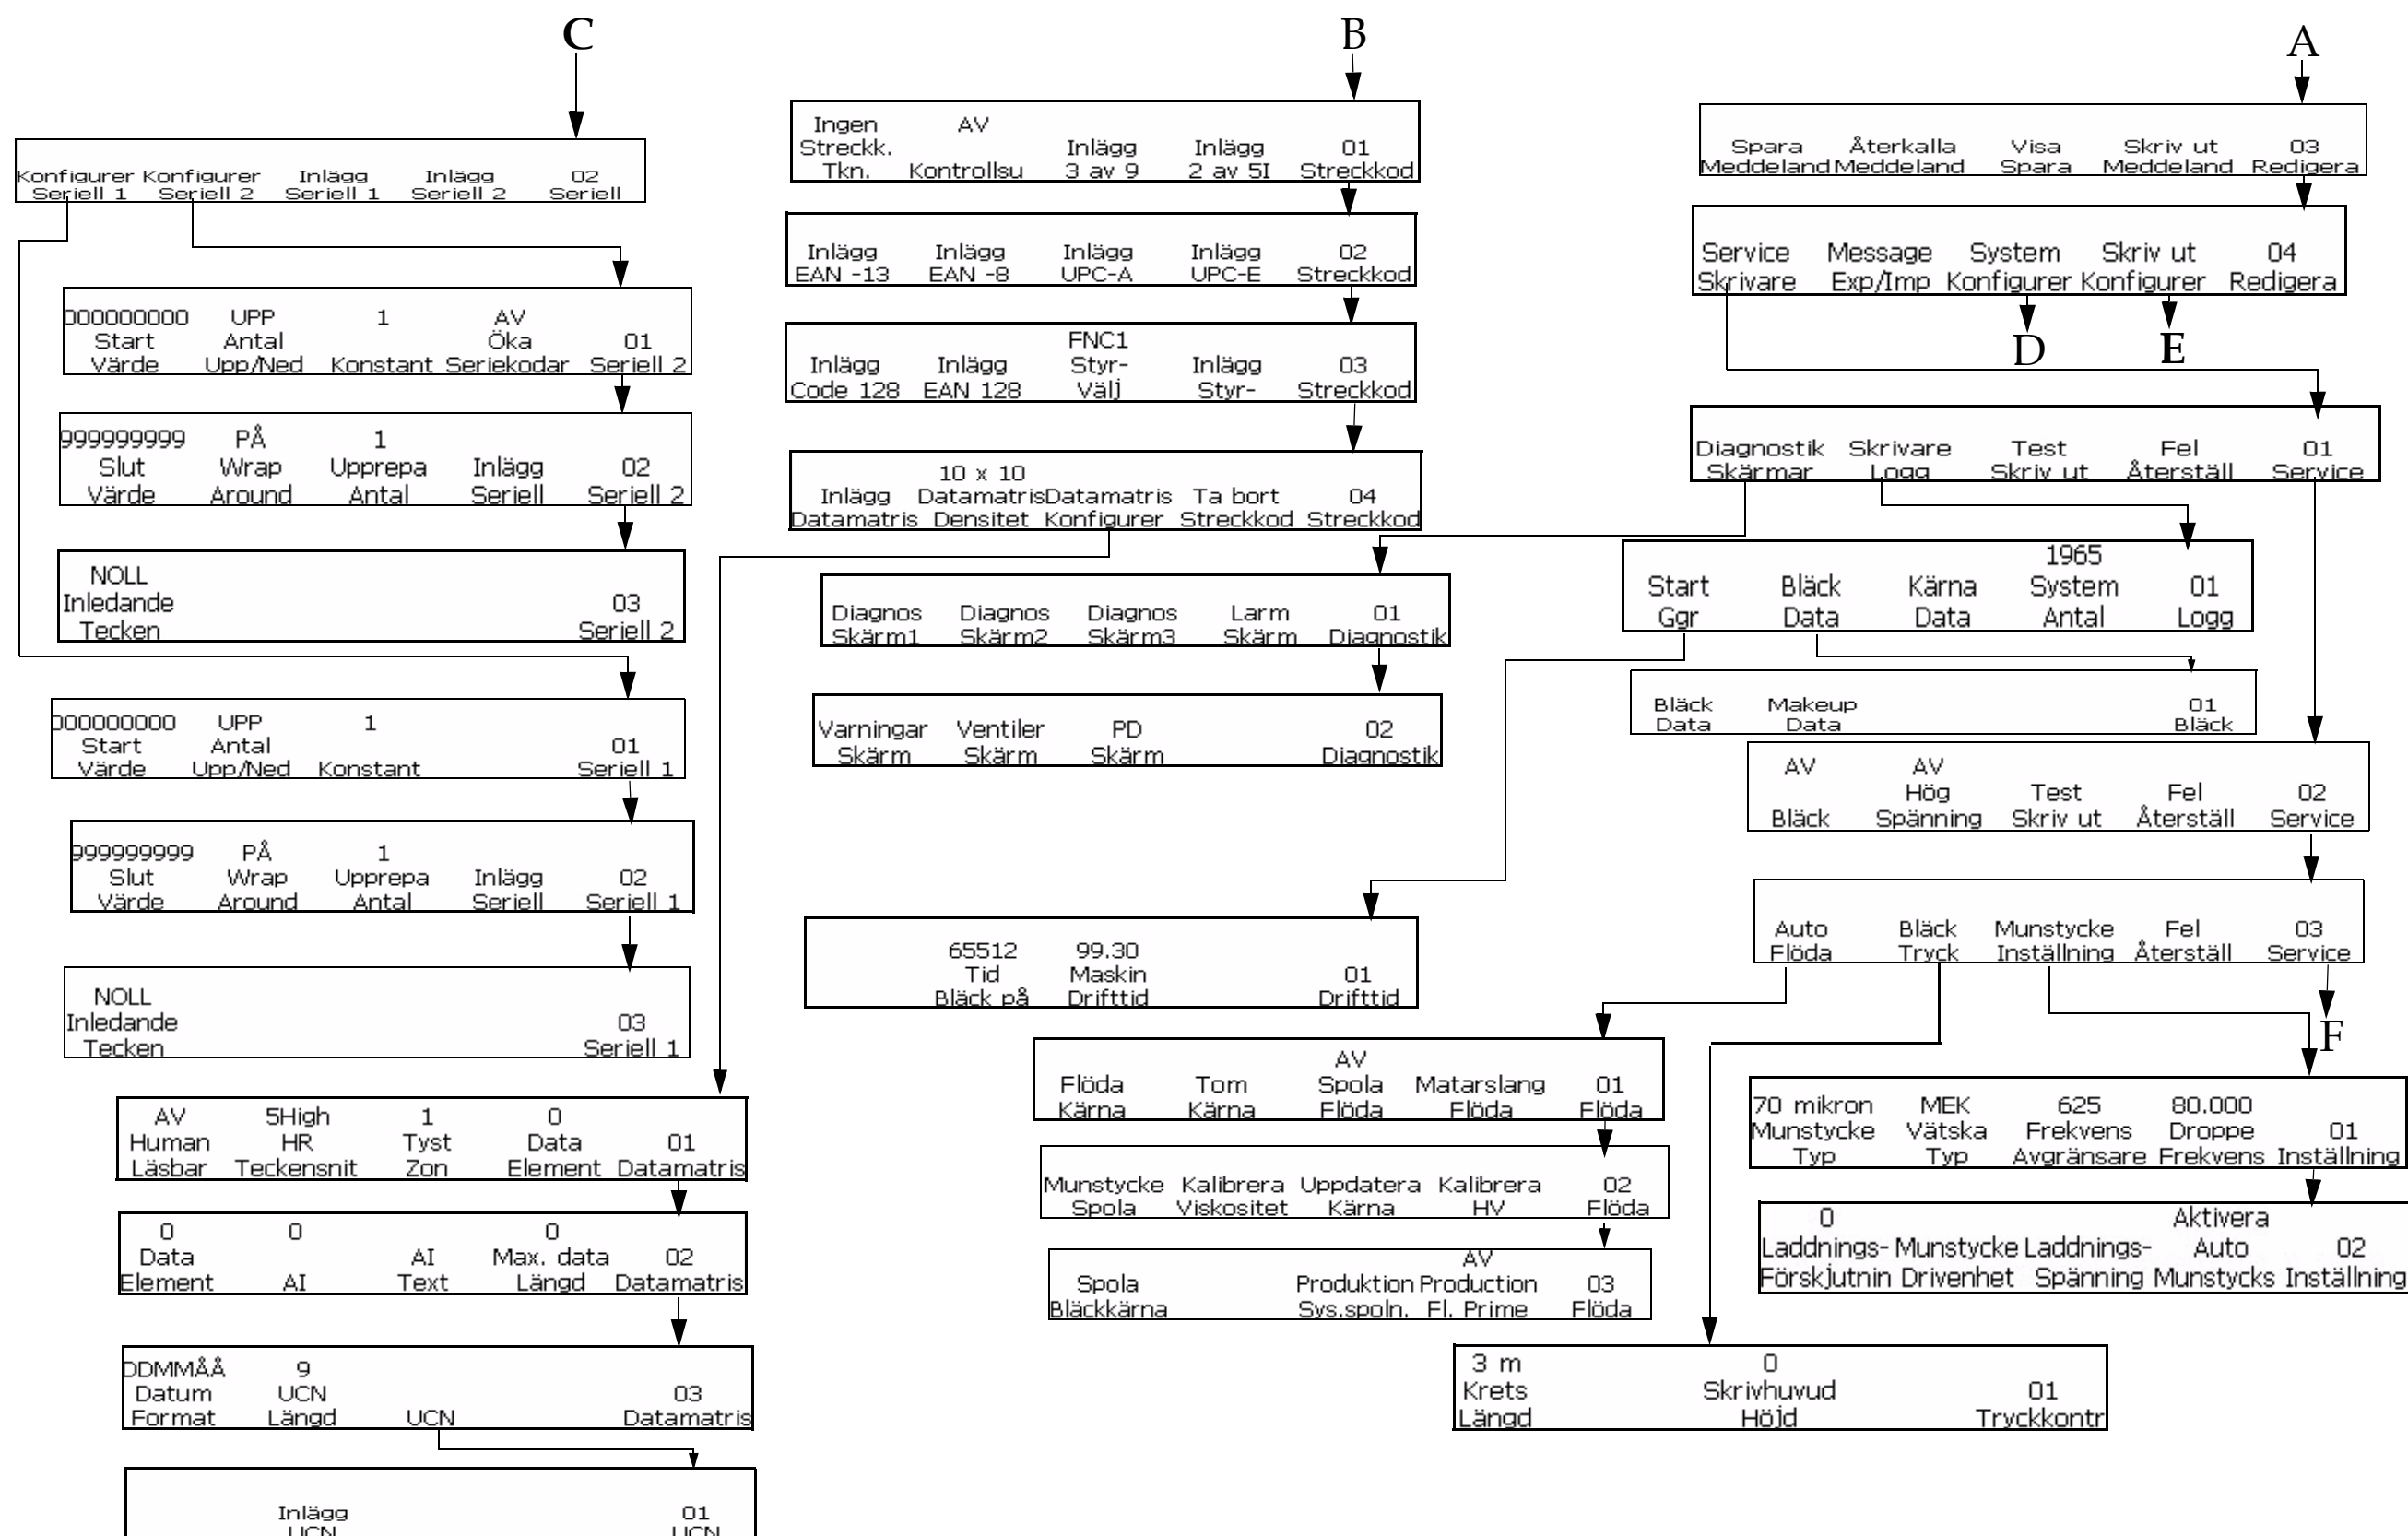 C
Konfigurer Konfigurer Inlägg Inlägg 02
Seriell 1 Seriell 2 Seriell 1 Seriell 2 Seriell
000000000 UPP 1 AV
Start Antal Öka 01
Värde Upp/Ned Konstant Seriekodar Seriell 2
999999999 PÅ 1
Slut Wrap Upprepa Inlägg 02
Värde Around Antal Seriell Seriell 2
NOLL
Inledande 03
Tecken Seriell 2
000000000 UPP 1
Start Antal 01
Värde Upp/Ned Konstant Seriell 1
999999999 PÅ 1
Slut Wrap Upprepa Inlägg 02
Värde Around Antal Seriell Seriell 1
NOLL
Inledande 03
Tecken Seriell 1
AV 5High 1 0
Human HR Tyst Data 01
Läsbar Teckensnit Zon Element Datamatris
0 0 0
Data AI Max. data 02
Element AI Text Längd Datamatris
DDMMÅÅ 9
Datum UCN 03
Format Längd UCN Datamatris
Inlägg 01
UCN UCN
B
Ingen AV
Streckk. Inlägg Inlägg 01
Tkn. Kontrollsu 3 av 9 2 av 5I Streckkod
Inlägg Inlägg Inlägg Inlägg 02
EAN -13 EAN -8 UPC-A UPC-E Streckkod
FNC1
Inlägg Inlägg Styr- Inlägg 03
Code 128 EAN 128 Välj Styr- Streckkod
10 x 10
Inlägg Datamatris Datamatris Ta bort 04
Datamatris Densitet Konfigurer Streckkod Streckkod
Diagnos Diagnos Diagnos Larm 01
Skärm1 Skärm2 Skärm3 Skärm Diagnostik
Varningar Ventiler PD 02
Skärm Skärm Skärm Diagnostik
65512 99.30
Tid Maskin 01
Bläck på Drifttid Drifttid
AV
Flöda Tom Spola Matarslang 01
Kärna Kärna Flöda Flöda Flöda
Munstycke Kalibrera Uppdatera Kalibrera 02
Spola Viskositet Kärna HV Flöda
AV
Spola Produktion Production 03
Bläckkärna Sys.spoln. Fl. Prime Flöda
3 m 0
Krets Skrivhuvud 01
Längd Höjd Tryckkontr
A
Spara Återkalla Visa Skriv ut 03
Meddeland Meddeland Spara Meddeland Redigera
Service Message System Skriv ut 04
Skrivare Exp/Imp Konfigurer Konfigurer Redigera
D E
Diagnostik Skrivare Test Fel 01
Skärmar Logg Skriv ut Återställ Service
1965
Start Bläck Kärna System 01
Ggr Data Data Antal Logg
Bläck Makeup 01
Data Data Bläck
AV AV
Hög Test Fel 02
Bläck Spänning Skriv ut Återställ Service
Auto Bläck Munstycke Fel 03
Flöda Tryck Inställning Återställ Service
F
70 mikron MEK 625 80.000
Munstycke Vätska Frekvens Droppe 01
Typ Typ Avgränsare Frekvens Inställning
0 Aktivera
Laddnings- Munstycke Laddnings- Auto 02
Förskjutnin Drivenhet Spänning Munstycks Inställning